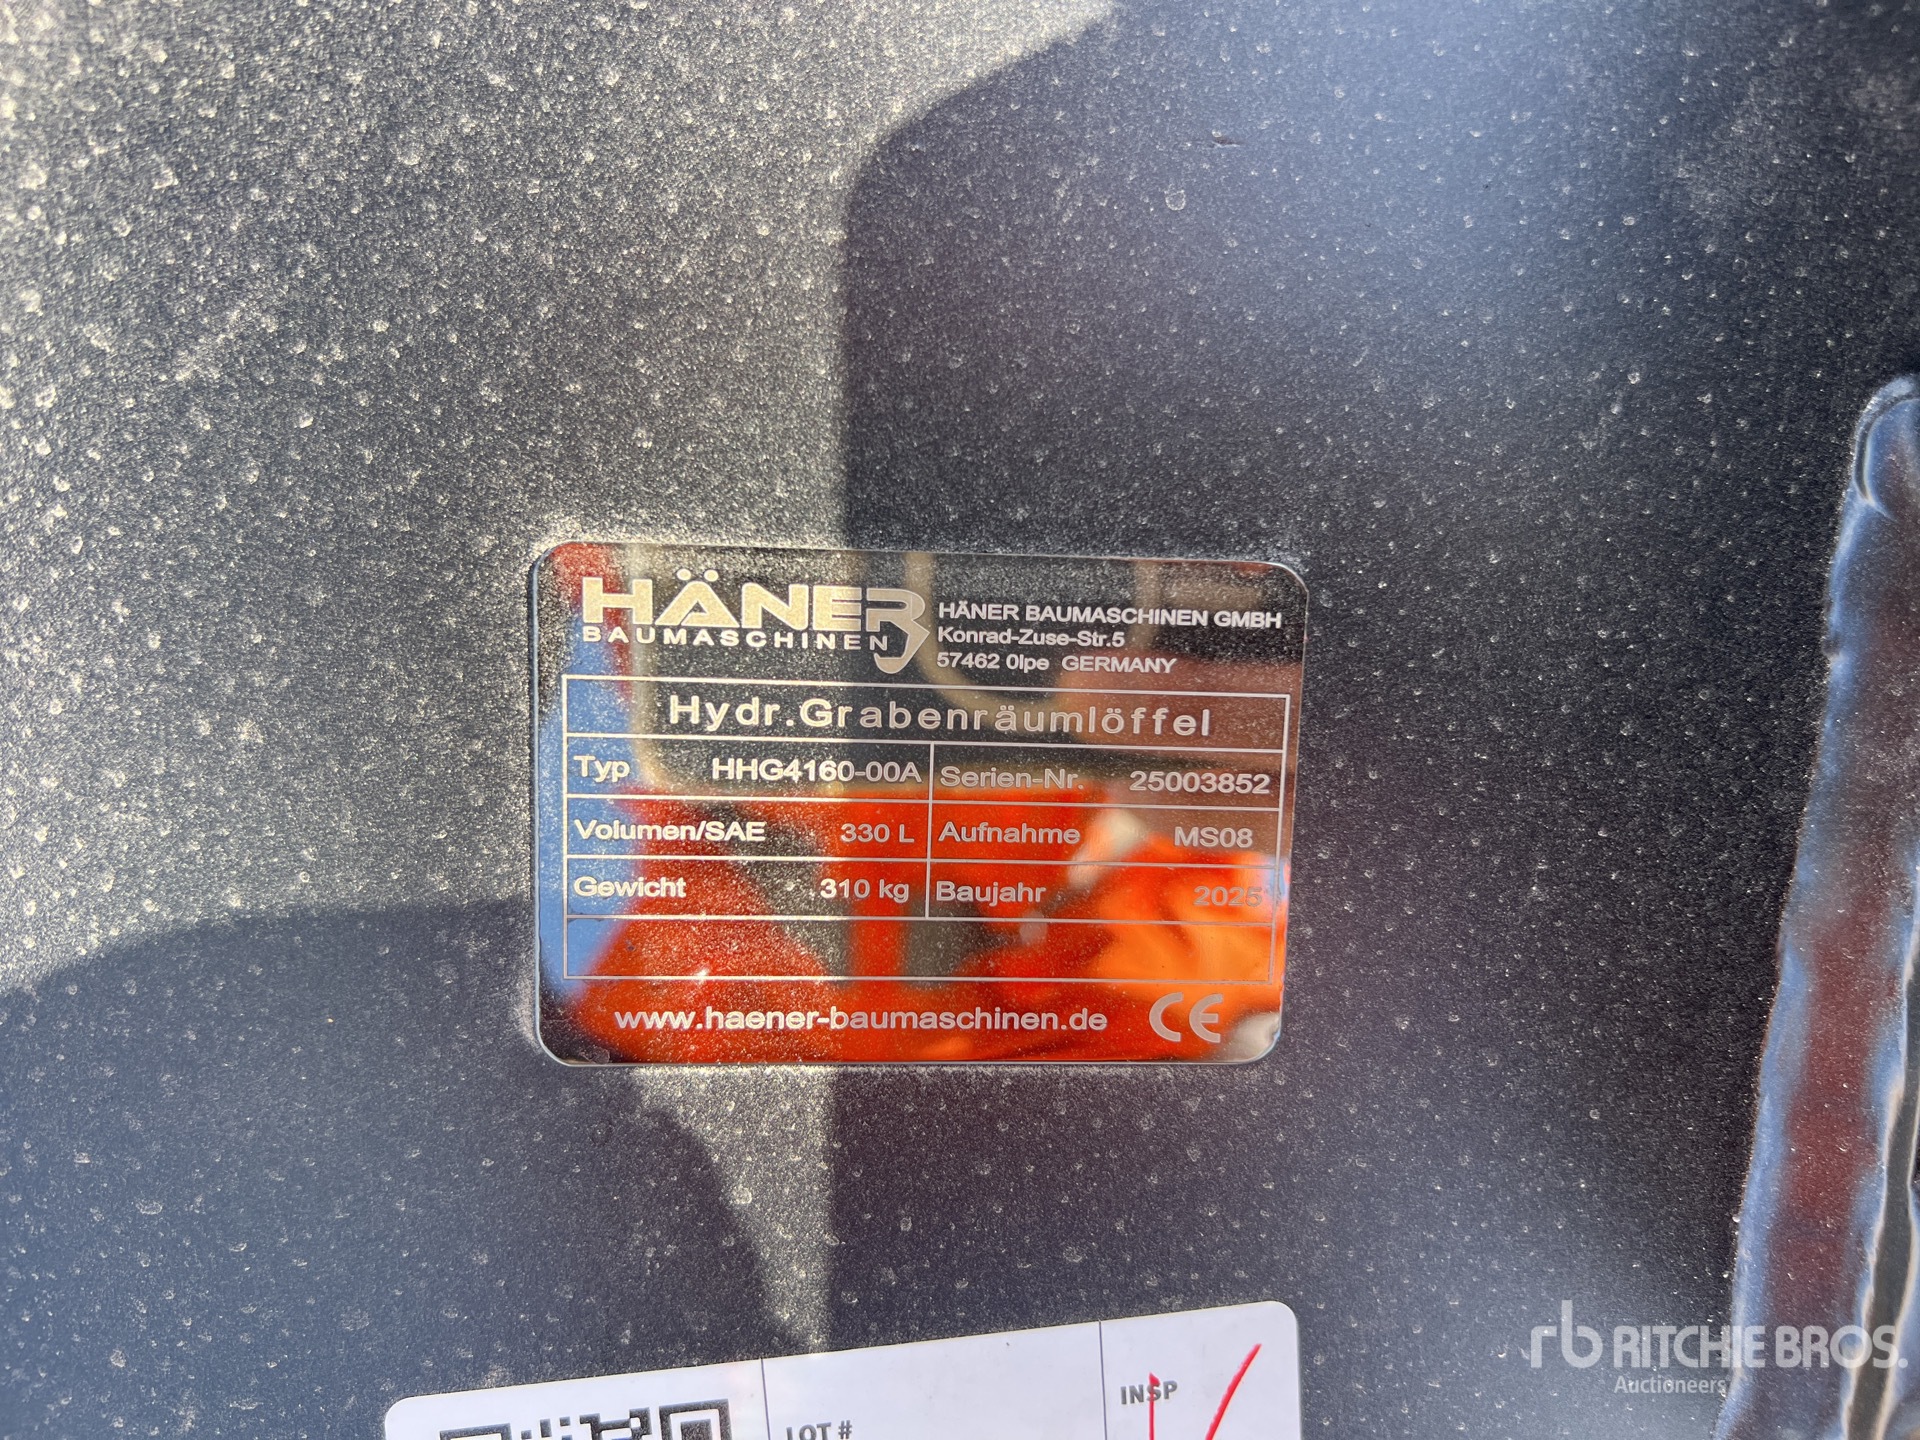 HÄNER
BAUMASCHINEN
HÄNER BAUMASCHINEN GMBH
Konrad-Zuse-Str.5
57462 Olpe GERMANY
Hydr.Grabenräumlöffel
Typ HHG4160-00A Serien-Nr. 25003852
Volumen/SAE 330 L Aufnahme MS08
Gewicht 310 kg Baujahr 2025
www.haener-baumaschinen.de CE
LOT #
INSP
rb RITCHIE BROS.
Auctioneers